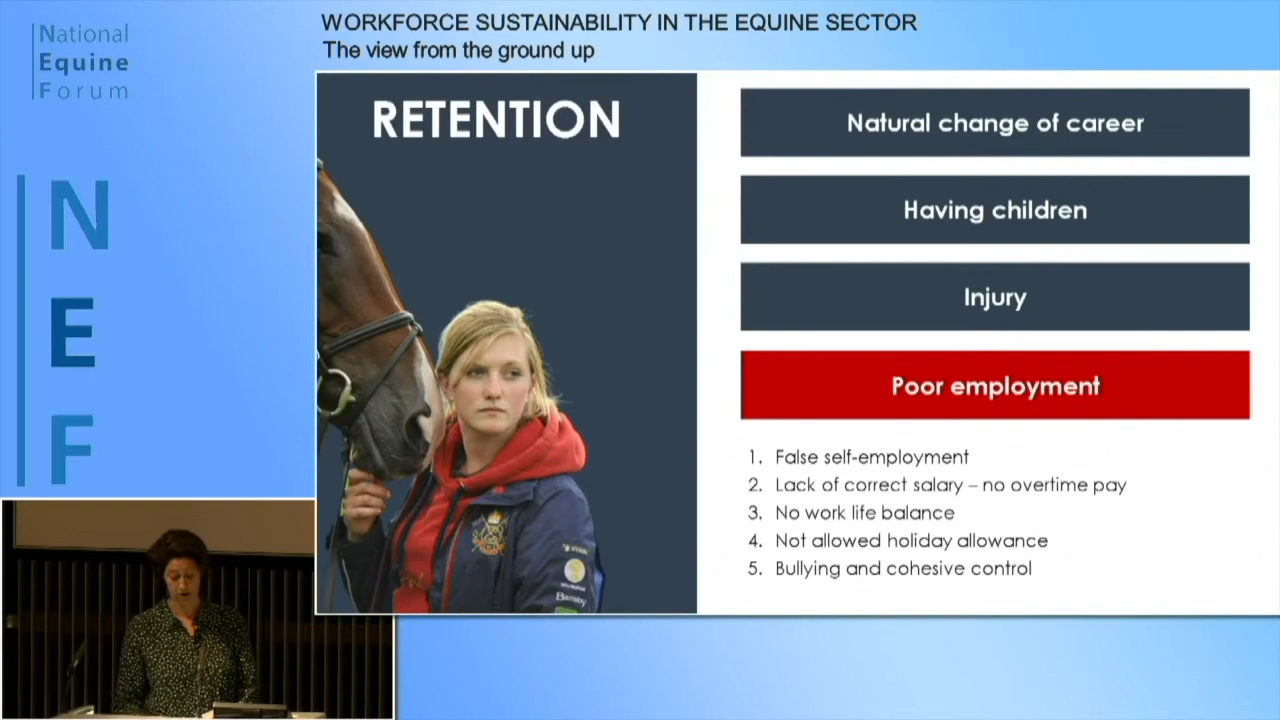 National
Equine
Forum
WORKFORCE SUSTAINABILITY IN THE EQUINE SECTOR
The view from the ground up
N
E
F
RETENTION
Natural change of career
Having children
Injury
Poor employment
1. False self-employment
2. Lack of correct salary – no overtime pay
3. No work life balance
4. Not allowed holiday allowance
5. Bullying and cohesive control
Barnsby